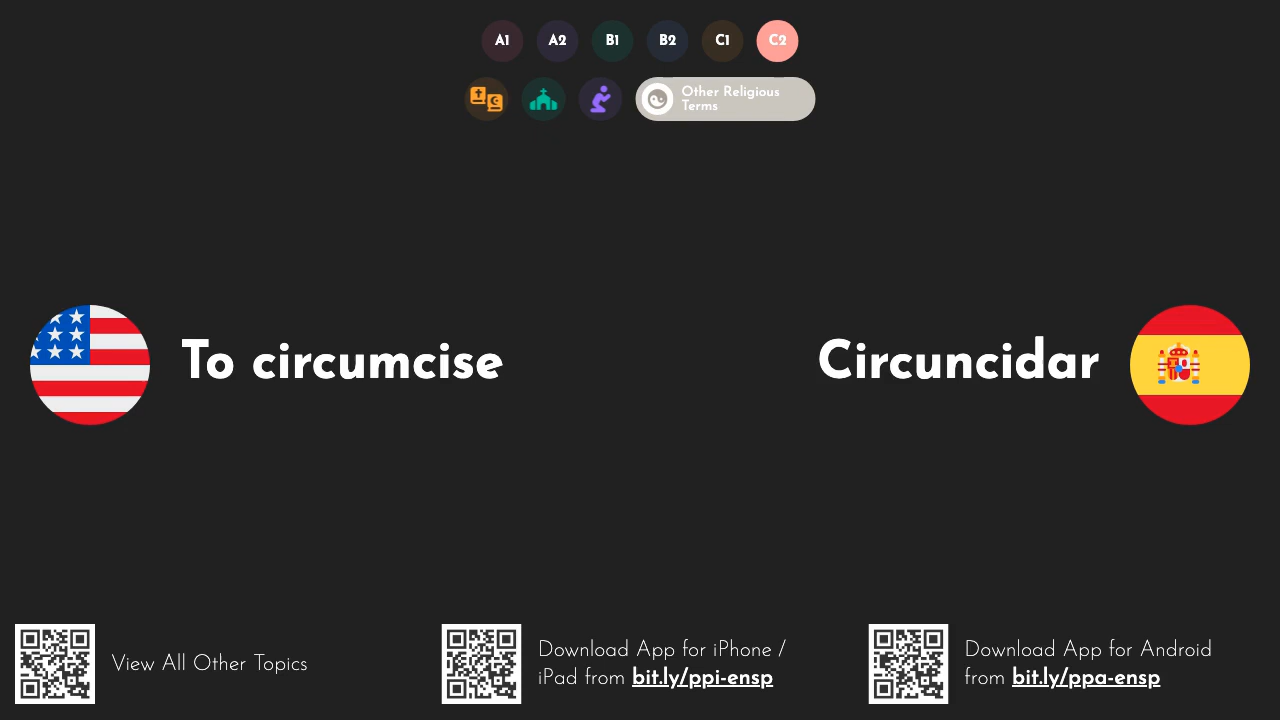 A1 A2 B1 B2 C1 C2
Other Religious
Terms
To circumcise
Circuncidar
View All Other Topics
Download App for iPhone /
iPad from bit.ly/ppi-ensp
Download App for Android
from bit.ly/ppa-ensp